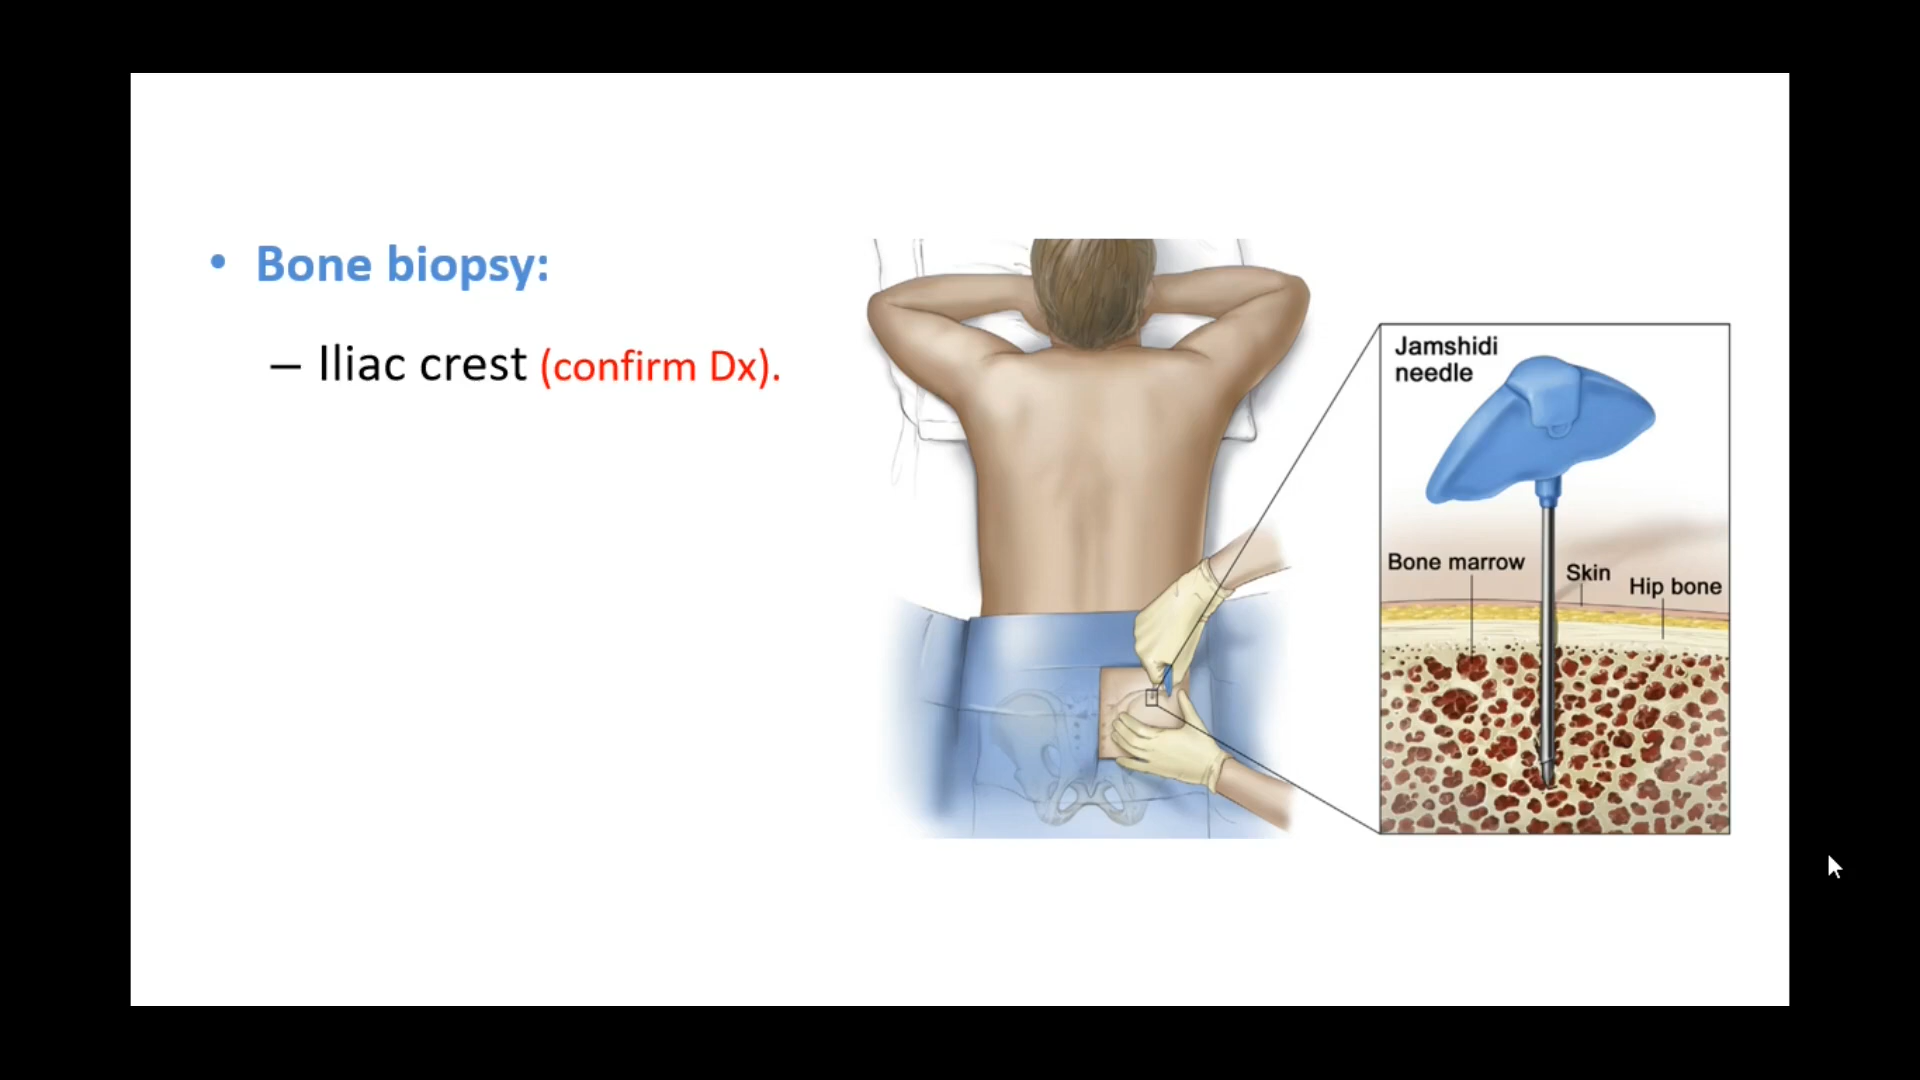 • Bone biopsy:
– Iliac crest (confirm Dx).
Jamshidi
needle
Bone marrow
Skin
Hip bone